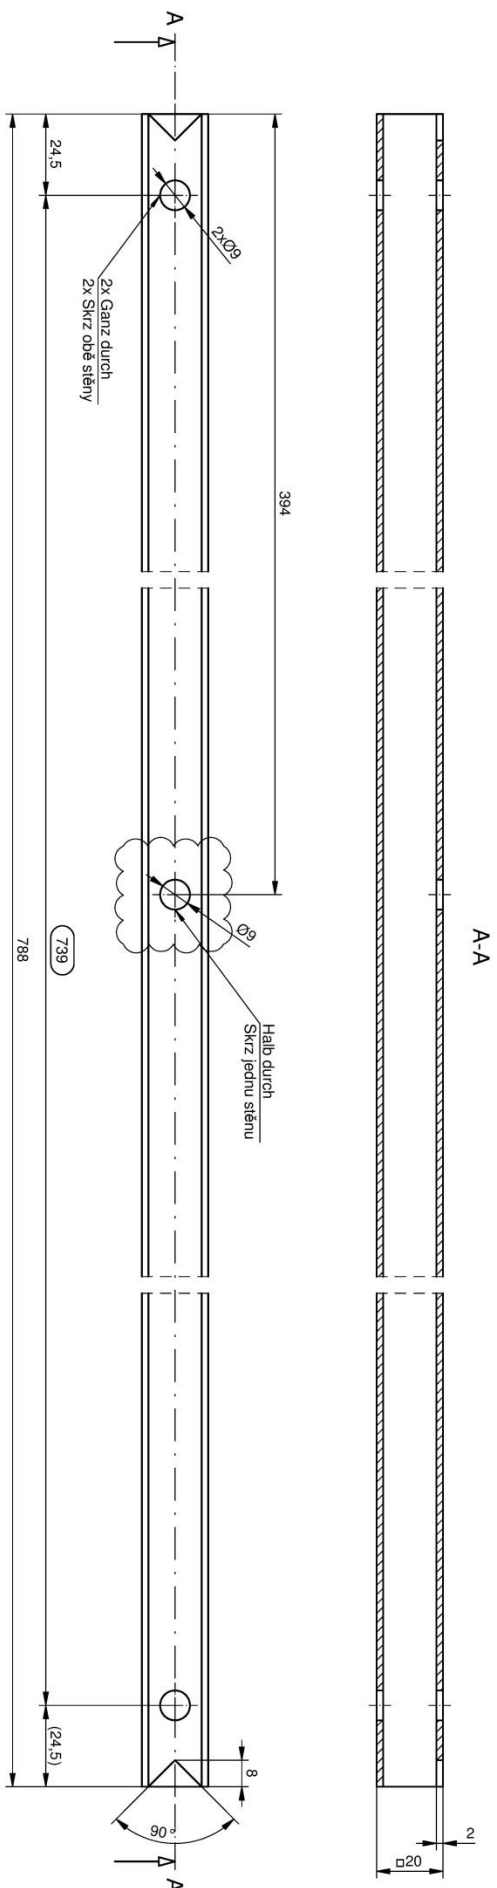 A-A
2
□20
394
A
2xØ9
2x Ganz durch
2x Skrz obě stěny
Ø9
Halb durch
Skrz jednu stěnu
8
90°
A
24,5
739
(24,5)
788